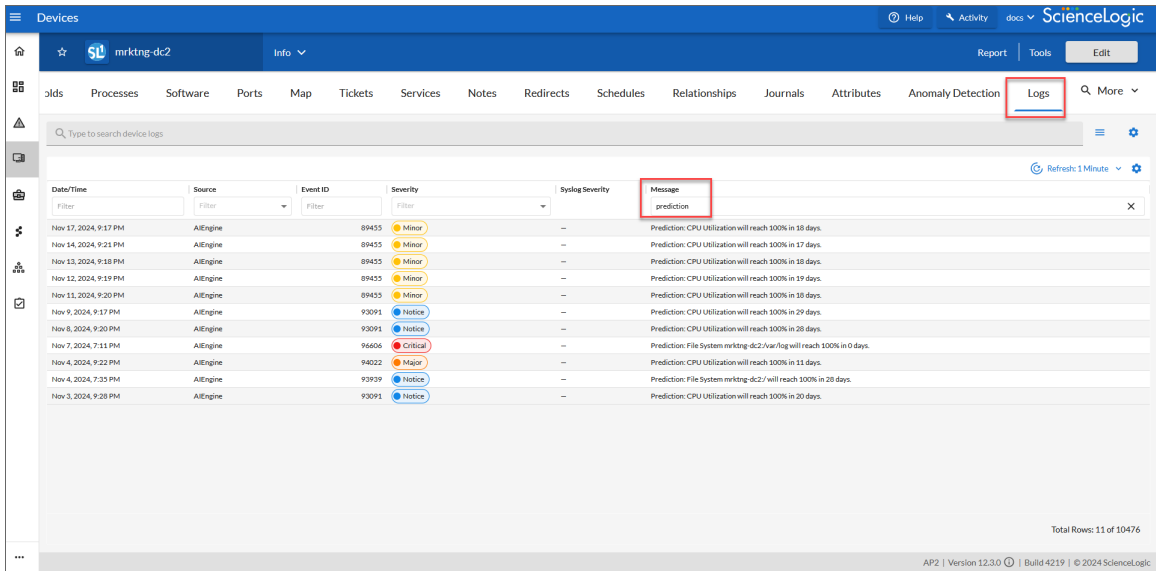 Devices
Help Activity docs ScienceLogic
SL1 mrktng-dc2 Info Report Tools Edit
olds Processes Software Ports Map Tickets Services Notes Redirects Schedules Relationships Journals Attributes Anomaly Detection Logs More
Type to search device logs
Refresh: 1 Minute
Date/Time Source Event ID Severity Syslog Severity Message
Filter Filter Filter Filter prediction
Nov 17, 2024, 9:17 PM AIEngine 89455 Minor – Prediction: CPU Utilization will reach 100% in 18 days.
Nov 14, 2024, 9:21 PM AIEngine 89455 Minor – Prediction: CPU Utilization will reach 100% in 17 days.
Nov 13, 2024, 9:18 PM AIEngine 89455 Minor – Prediction: CPU Utilization will reach 100% in 18 days.
Nov 12, 2024, 9:19 PM AIEngine 89455 Minor – Prediction: CPU Utilization will reach 100% in 19 days.
Nov 11, 2024, 9:20 PM AIEngine 89455 Minor – Prediction: CPU Utilization will reach 100% in 18 days.
Nov 9, 2024, 9:17 PM AIEngine 93091 Notice – Prediction: CPU Utilization will reach 100% in 29 days.
Nov 8, 2024, 9:20 PM AIEngine 93091 Notice – Prediction: CPU Utilization will reach 100% in 28 days.
Nov 7, 2024, 7:11 PM AIEngine 96606 Critical – Prediction: File System mrktng-dc2:/var/log will reach 100% in 0 days.
Nov 4, 2024, 9:22 PM AIEngine 94022 Major – Prediction: CPU Utilization will reach 100% in 11 days.
Nov 4, 2024, 7:35 PM AIEngine 93939 Notice – Prediction: File System mrktng-dc2:/ will reach 100% in 28 days.
Nov 3, 2024, 9:28 PM AIEngine 93091 Notice – Prediction: CPU Utilization will reach 100% in 20 days.
Total Rows: 11 of 10476
AP2 | Version 12.3.0 | Build 4219 | © 2024 ScienceLogic